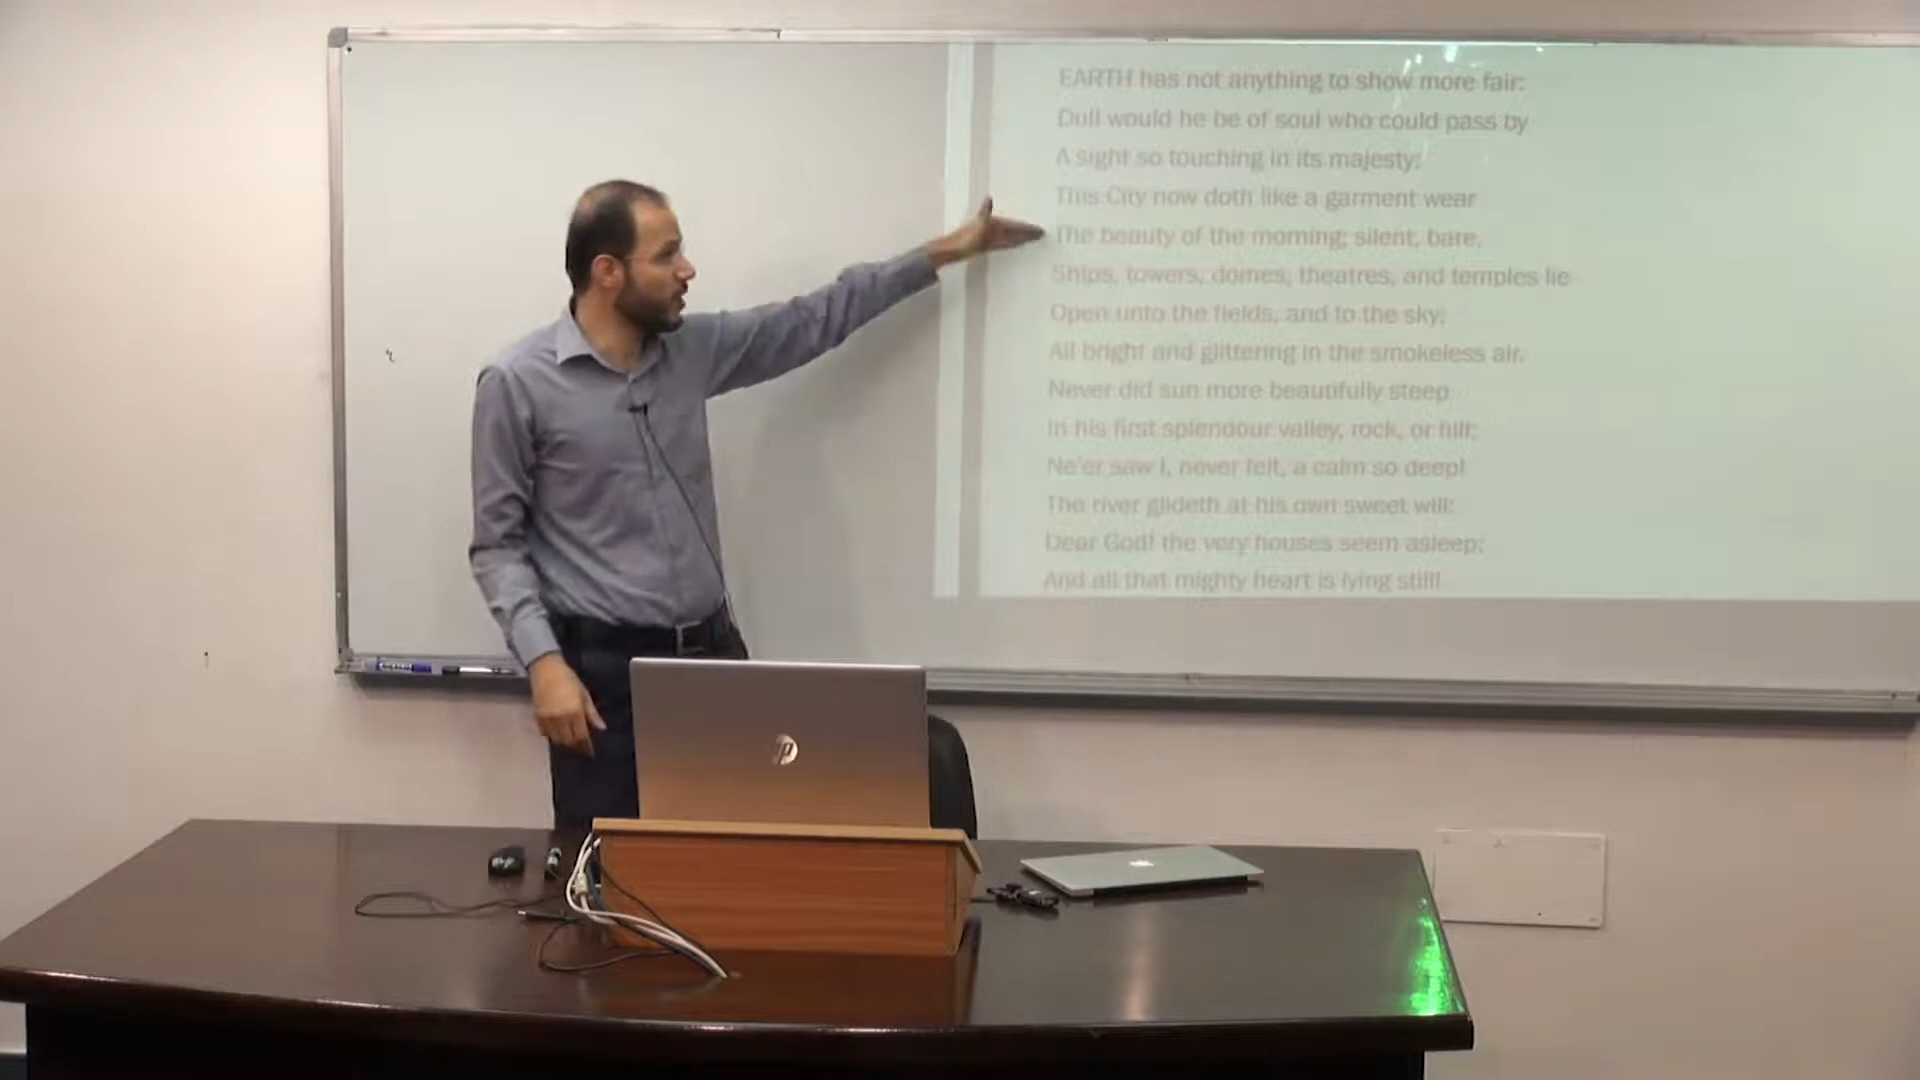 EARTH has not anything to show more fair:
Dull would he be of soul who could pass by
A sight so touching in its majesty:
This City now doth like a garment wear
The beauty of the morning; silent, bare,
Ships, towers, domes, theatres, and temples lie
Open unto the fields, and to the sky;
All bright and glittering in the smokeless air.
Never did sun more beautifully steep
In his first splendour valley, rock, or hill;
Ne'er saw I, never felt, a calm so deep!
The river glideth at his own sweet will:
Dear God! the very houses seem asleep;
And all that mighty heart is lying still!
hp